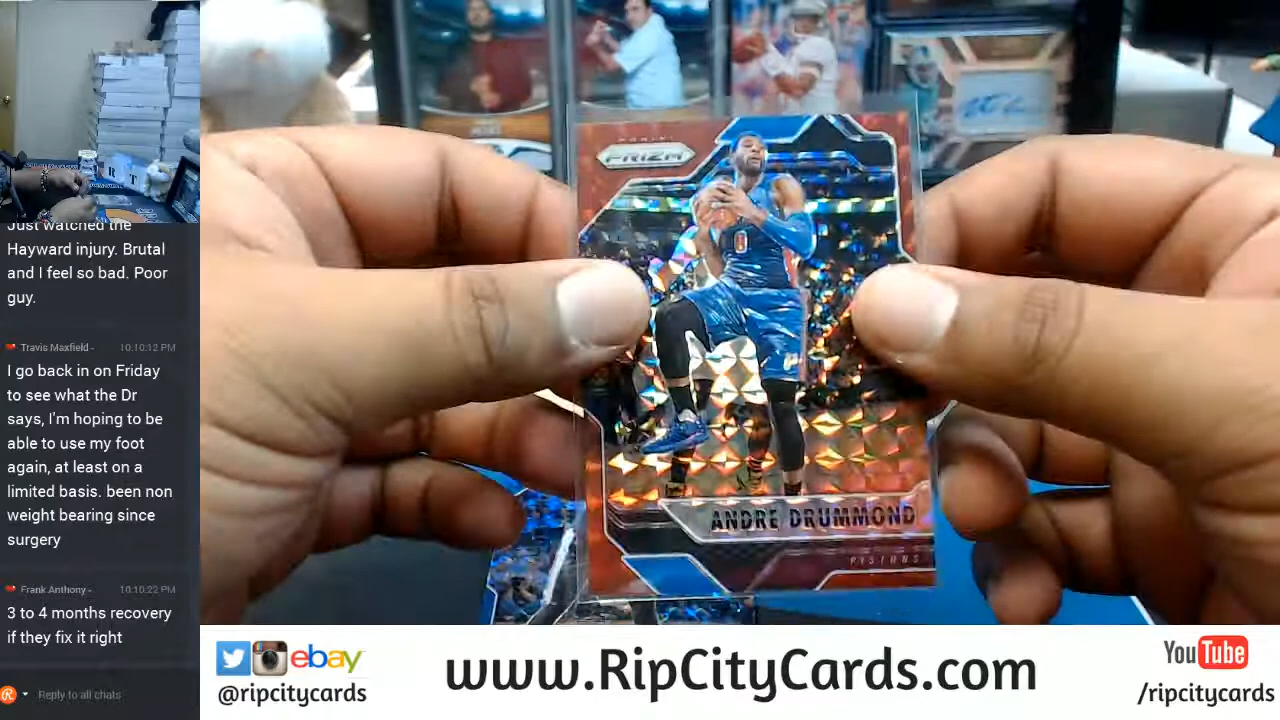 Just watched the
Hayward injury. Brutal
and I feel so bad. Poor
guy.
Travis Maxfield - 10:10:12 PM
I go back in on Friday
to see what the Dr
says, I'm hoping to be
able to use my foot
again, at least on a
limited basis. been non
weight bearing since
surgery
Frank Anthony - 10:10:22 PM
3 to 4 months recovery
if they fix it right
Reply to all chats
PANINI
PRIZM
0
ANDRE DRUMMOND
PISTONS
ebay
@ripcitycards
www.RipCityCards.com
YouTube
/ripcitycards